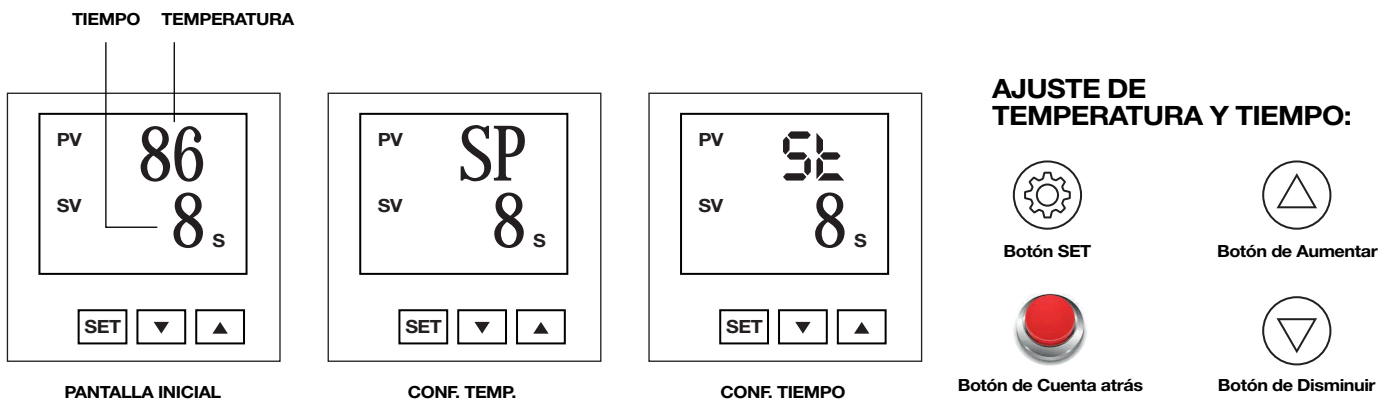 TIEMPO TEMPERATURA
PV 86
SV 8 S
SET ▼ ▲
PANTALLA INICIAL
PV SP
SV 8 S
SET ▼ ▲
CONF. TEMP.
PV St
SV 8 S
SET ▼ ▲
CONF. TIEMPO
AJUSTE DE
TEMPERATURA Y TIEMPO:
Botón SET
Botón de Aumentar
Botón de Cuenta atrás
Botón de Disminuir